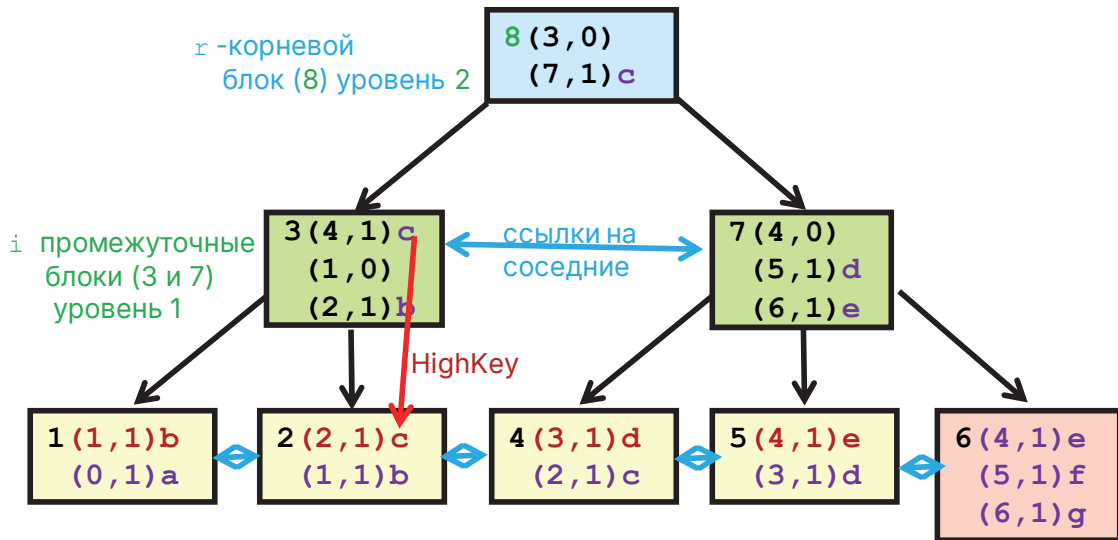 r -корневой
блок (8) уровень 2
8(3,0)
(7,1)c
i промежуточные
блоки (3 и 7)
уровень 1
3(4,1)c
(1,0)
(2,1)b
ссылки на
соседние
7(4,0)
(5,1)d
(6,1)e
HighKey
1(1,1)b
(0,1)a
2(2,1)c
(1,1)b
4(3,1)d
(2,1)c
5(4,1)e
(3,1)d
6(4,1)e
(5,1)f
(6,1)g